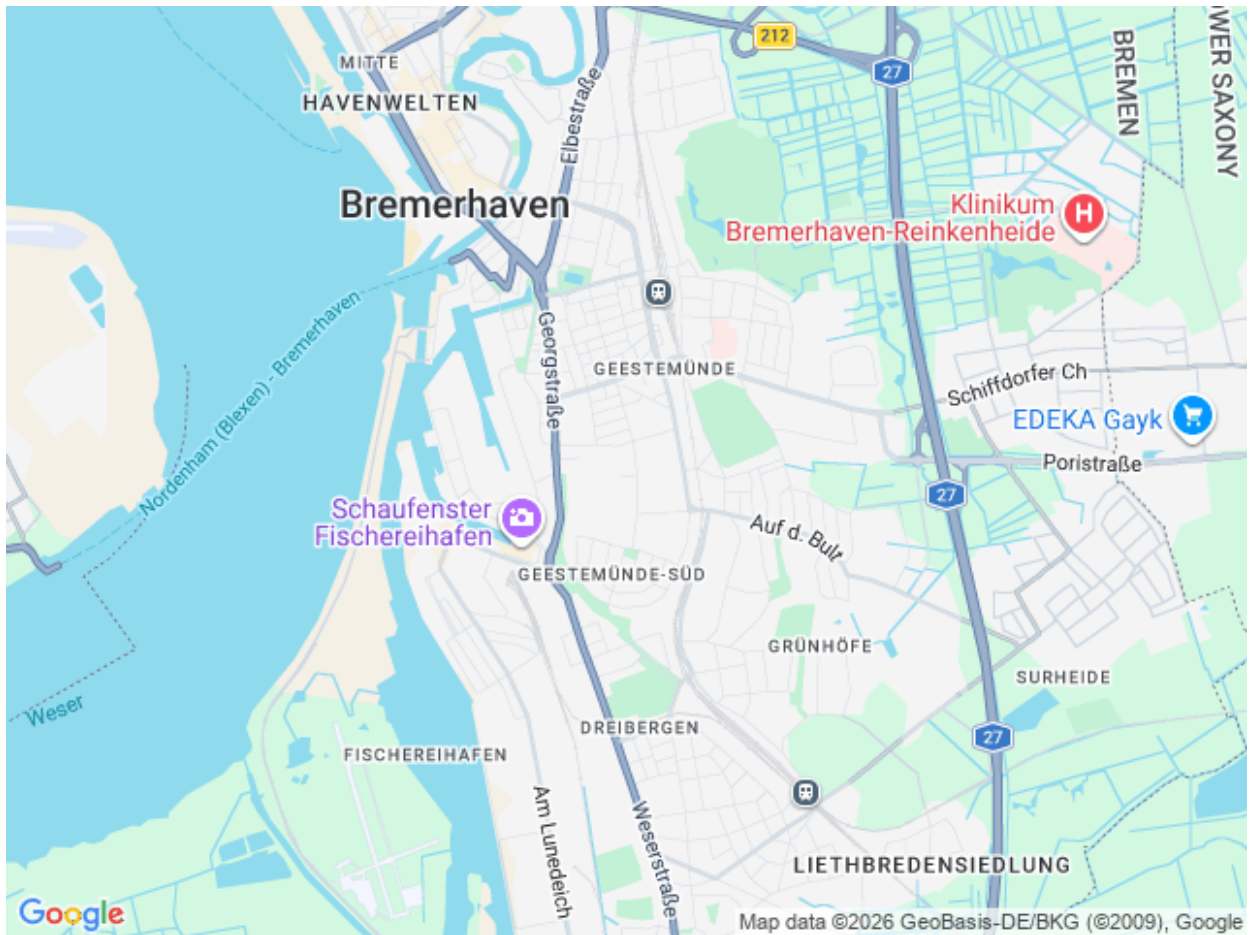 212
27
BREMEN
LOWER SAXONY
MITTE
HAVENWELTEN
Elbestraße
Bremerhaven
Klinikum
Bremerhaven-Reinkenheide
H
Nordenham (Blexen) - Bremerhaven
Georgstraße
GEESTEMÜNDE
Schiffdorfer Ch
EDEKA Gayk
Poristraße
27
Schaufenster
Fischereihafen
Auf d. Bult
GEESTEMÜNDE-SÜD
GRÜNHÖFE
SURHEIDE
Weser
DREIBERGEN
27
FISCHEREIHAFEN
Am Lunedeich
Weserstraße
LIETHBREDENSIEDLUNG
Google
Map data ©2026 GeoBasis-DE/BKG (©2009), Google